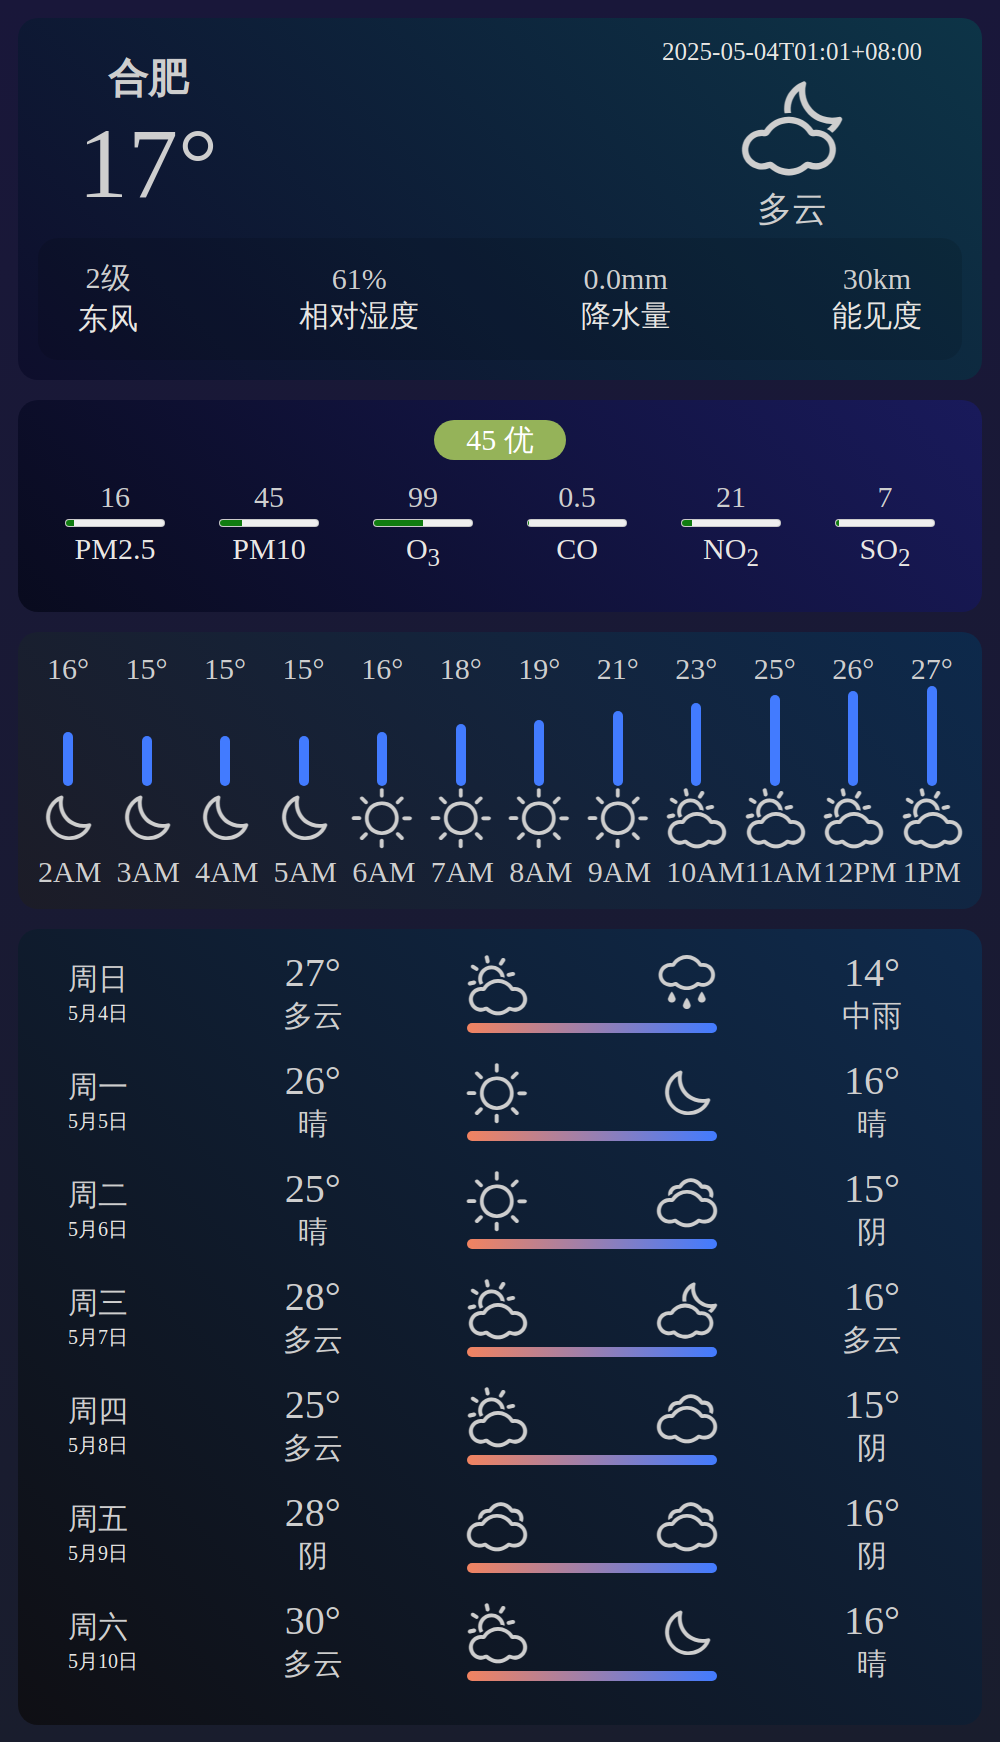 合肥
17°
2025-05-04T01:01+08:00
多云
2级 61% 0.0mm 30km
东风 相对湿度 降水量 能见度
45 优
16 45 99 0.5 21 7
PM2.5 PM10 O3 CO NO2 SO2
16° 15° 15° 15° 16° 18° 19° 21° 23° 25° 26° 27°
2AM 3AM 4AM 5AM 6AM 7AM 8AM 9AM 10AM 11AM 12PM 1PM
周日 27° 14°
5月4日 多云 中雨
周一 26° 16°
5月5日 晴 晴
周二 25° 15°
5月6日 晴 阴
周三 28° 16°
5月7日 多云 多云
周四 25° 15°
5月8日 多云 阴
周五 28° 16°
5月9日 阴 阴
周六 30° 16°
5月10日 多云 晴